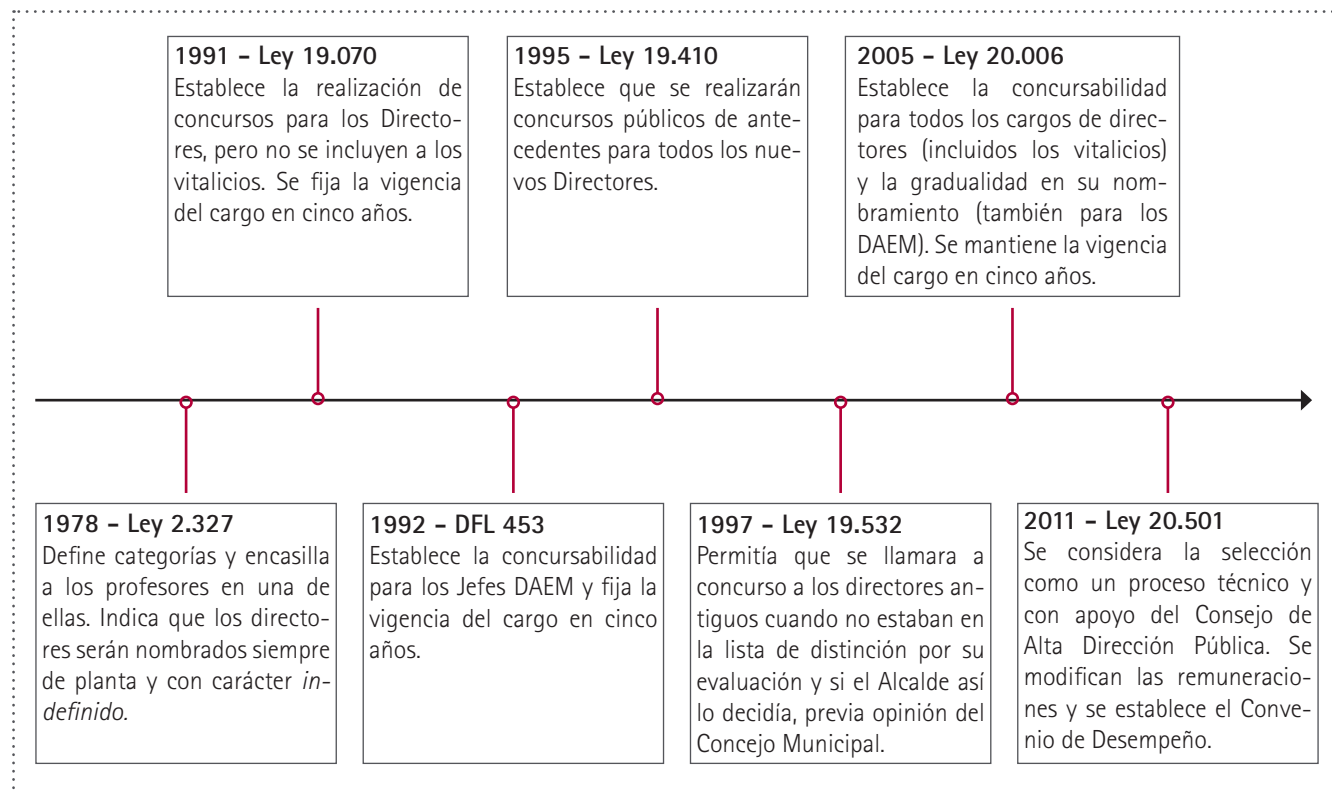 1991 – Ley 19.070
Establece la realización de
concursos para los Directo-
res, pero no se incluyen a los
vitalicios. Se fija la vigencia
del cargo en cinco años.
1995 – Ley 19.410
Establece que se realizarán
concursos públicos de ante-
cedentes para todos los nue-
vos Directores.
2005 – Ley 20.006
Establece la concursabilidad
para todos los cargos de direc-
tores (incluidos los vitalicios)
y la gradualidad en su nom-
bramiento (también para los
DAEM). Se mantiene la vigencia
del cargo en cinco años.
1978 – Ley 2.327
Define categorías y encasilla
a los profesores en una de
ellas. Indica que los directo-
res serán nombrados siempre
de planta y con carácter in-
definido.
1992 – DFL 453
Establece la concursabilidad
para los Jefes DAEM y fija la
vigencia del cargo en cinco
años.
1997 – Ley 19.532
Permitía que se llamara a
concurso a los directores an-
tiguos cuando no estaban en
la lista de distinción por su
evaluación y si el Alcalde así
lo decidía, previa opinión del
Concejo Municipal.
2011 – Ley 20.501
Se considera la selección
como un proceso técnico y
con apoyo del Consejo de
Alta Dirección Pública. Se
modifican las remuneracio-
nes y se establece el Conve-
nio de Desempeño.